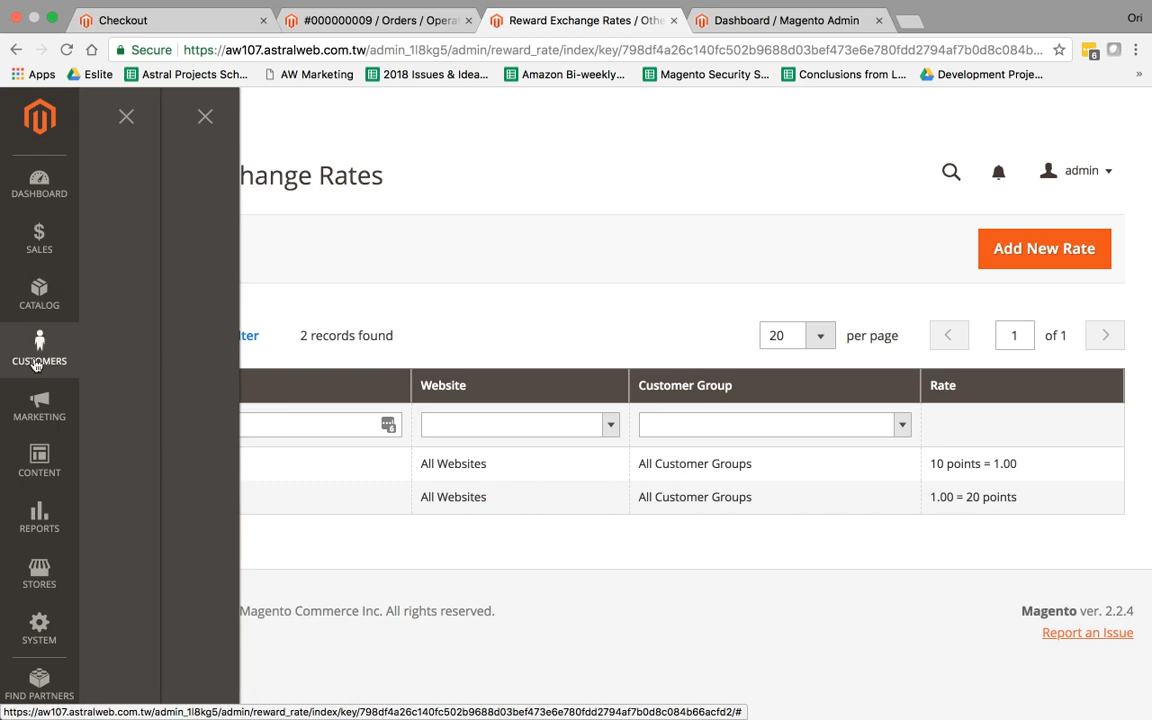 Checkout
#000000009 / Orders / Operat
Reward Exchange Rates / Othe
Dashboard / Magento Admin
Ori
Secure
https://aw107.astralweb.com.tw/admin_1l8kg5/admin/reward_rate/index/key/798df4a26c140fc502b9688d03bef473e6e780fdd2794af7b0d8c084b...
6
Apps
Eslite
Astral Projects Sch...
AW Marketing
2018 Issues & Idea...
Amazon Bi-weekly...
Magento Security S...
Conclusions from L...
Development Proje...
»
DASHBOARD
SALES
CATALOG
CUSTOMERS
MARKETING
CONTENT
REPORTS
STORES
SYSTEM
FIND PARTNERS
hange Rates
admin
Add New Rate
lter
2 records found
20
per page
1
of 1
Website
Customer Group
Rate
All Websites
All Customer Groups
10 points = 1.00
All Websites
All Customer Groups
1.00 = 20 points
Magento Commerce Inc. All rights reserved.
Magento ver. 2.2.4
Report an Issue
https://aw107.astralweb.com.tw/admin_1l8kg5/admin/reward_rate/index/key/798df4a26c140fc502b9688d03bef473e6e780fdd2794af7b0d8c084b66acfd2/#